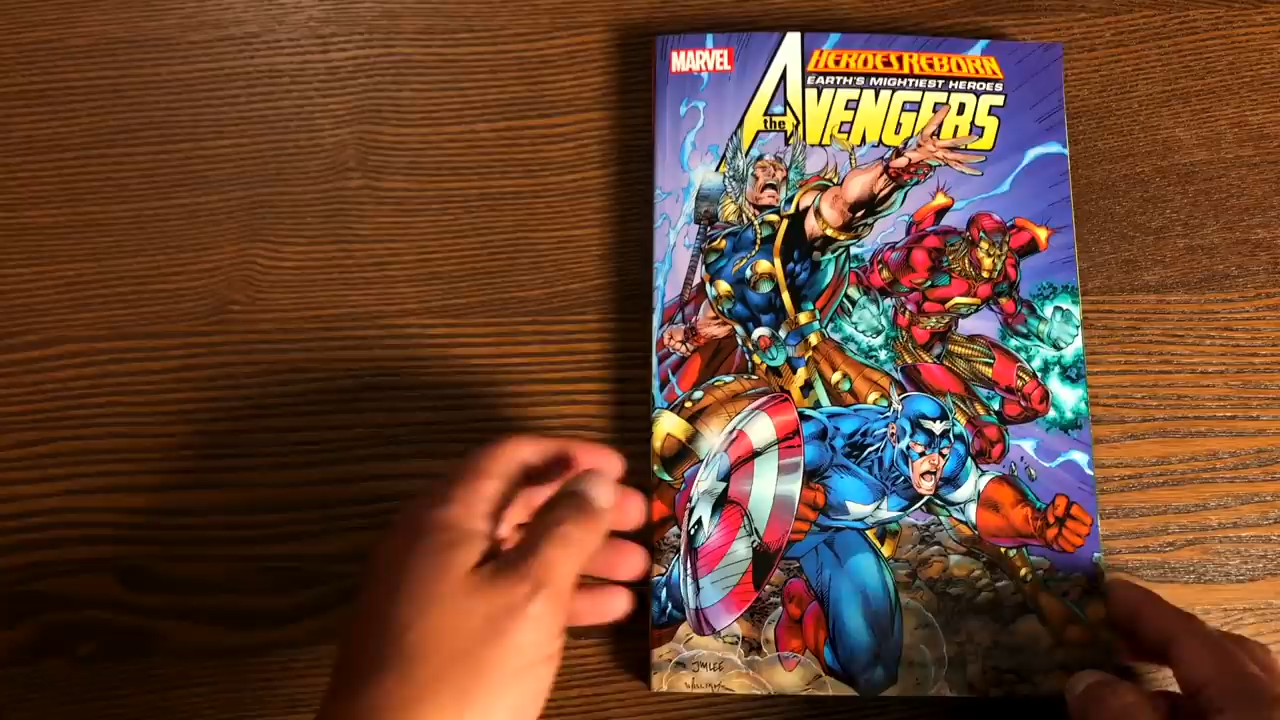 MARVEL
HEROES REBORN
EARTH'S MIGHTIEST HEROES
the AVENGERS
JIM LEE